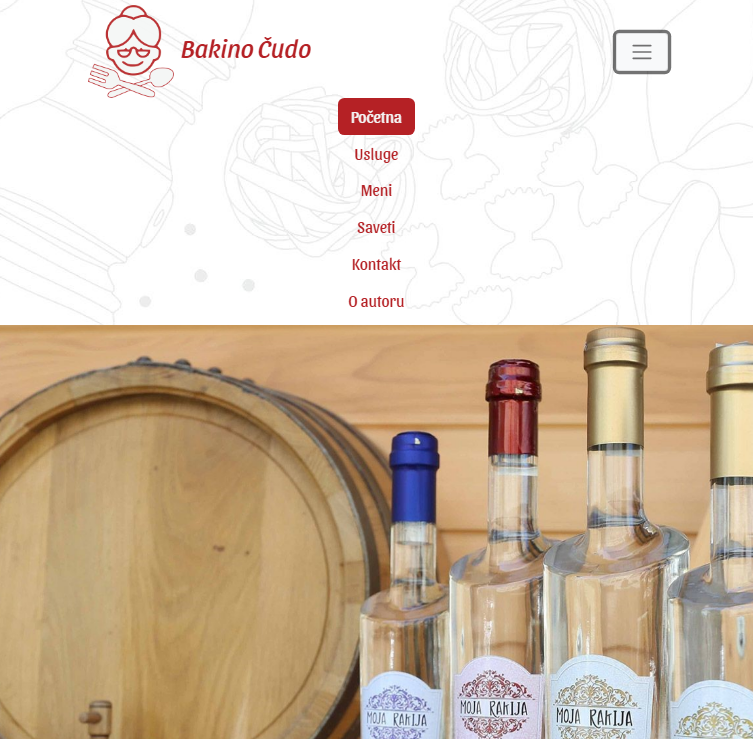 Bakino Čudo
Početna
Usluge
Meni
Saveti
Kontakt
O autoru
MOJA RAKIJA
MOJA RAKIJA
MOJA RAKIJA